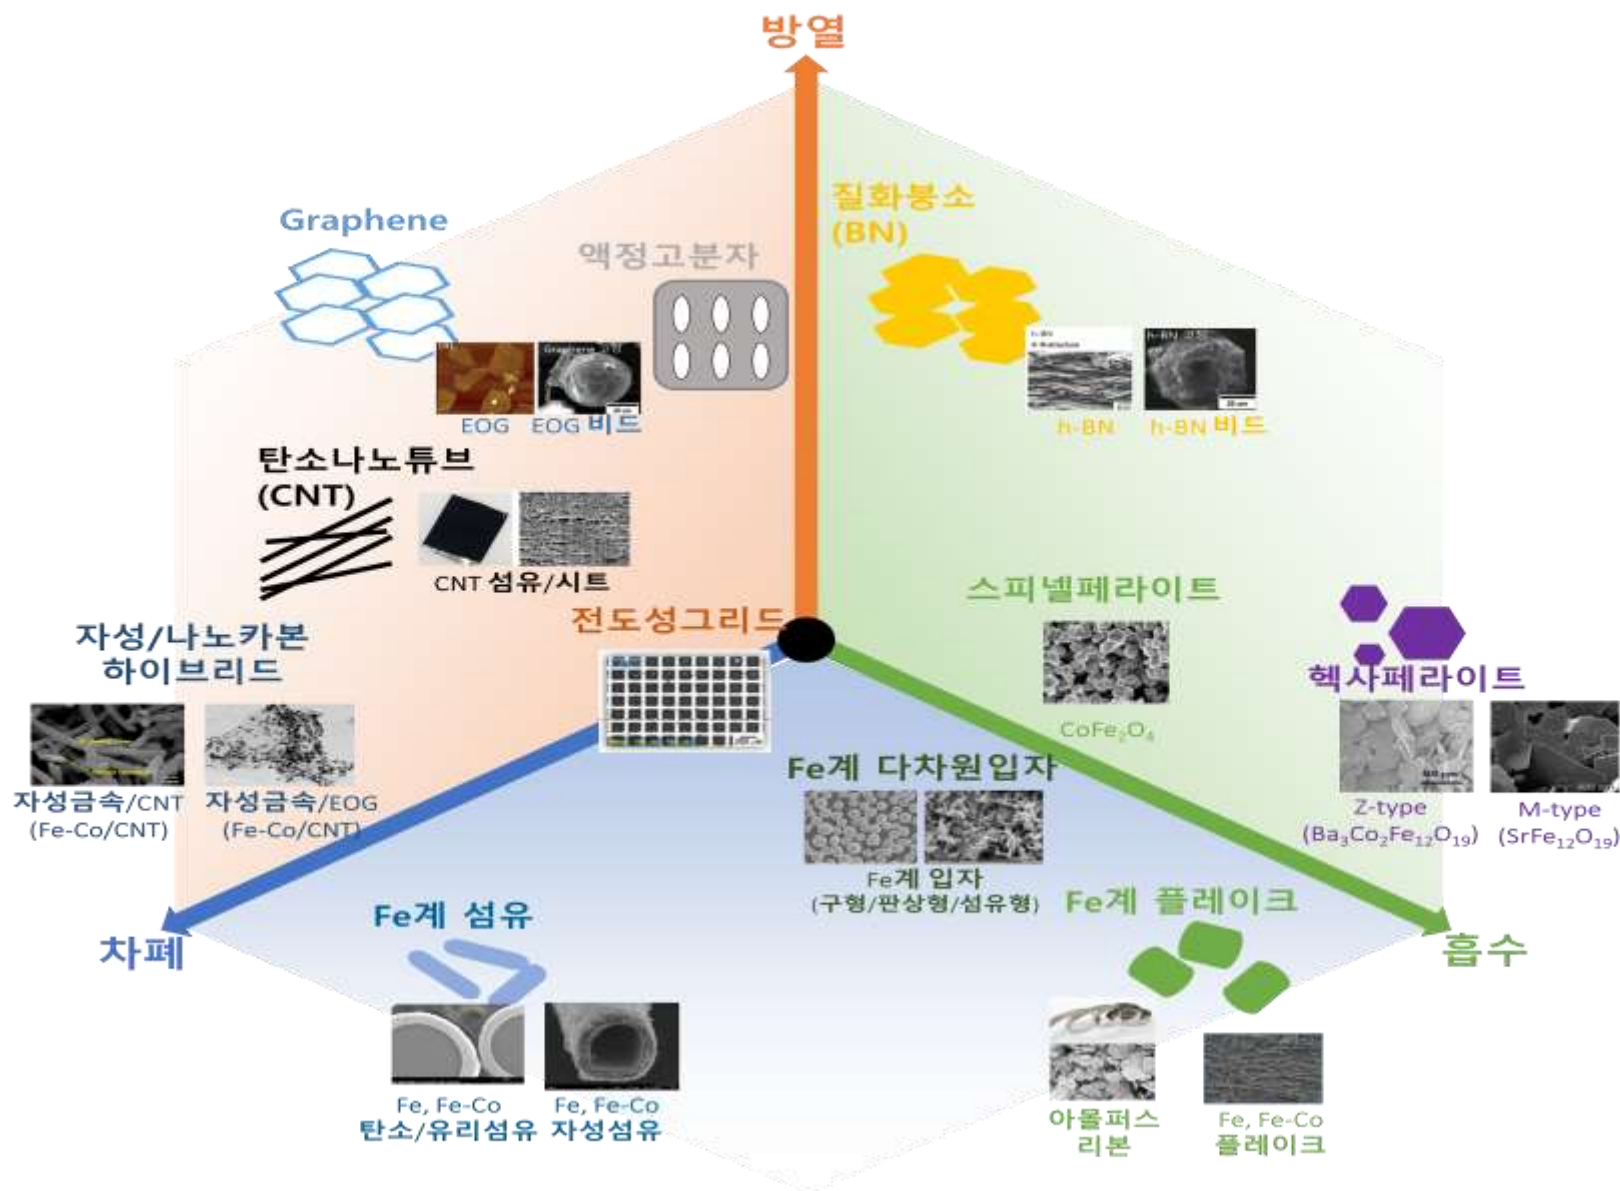 방열
질화붕소
(BN)
Graphene
액정고분자
h-BN
h-BN 코팅
Graphene 코팅
EOG
EOG 비드
h-BN
h-BN 비드
탄소나노튜브
(CNT)
CNT 섬유/시트
스피넬페라이트
전도성그리드
자성/나노카본
하이브리드
헥사페라이트
CoFe₂O₄
Fe계 다차원입자
자성금속/CNT
(Fe-Co/CNT)
자성금속/EOG
(Fe-Co/CNT)
Z-type
(Ba₃Co₂Fe₁₂O₁₉)
M-type
(SrFe₁₂O₁₉)
Fe계 입자
(구형/판상형/섬유형)
Fe계 플레이크
Fe계 섬유
차폐
흡수
Fe, Fe-Co
탄소/유리섬유
Fe, Fe-Co
자성섬유
아몰퍼스
리본
Fe, Fe-Co
플레이크